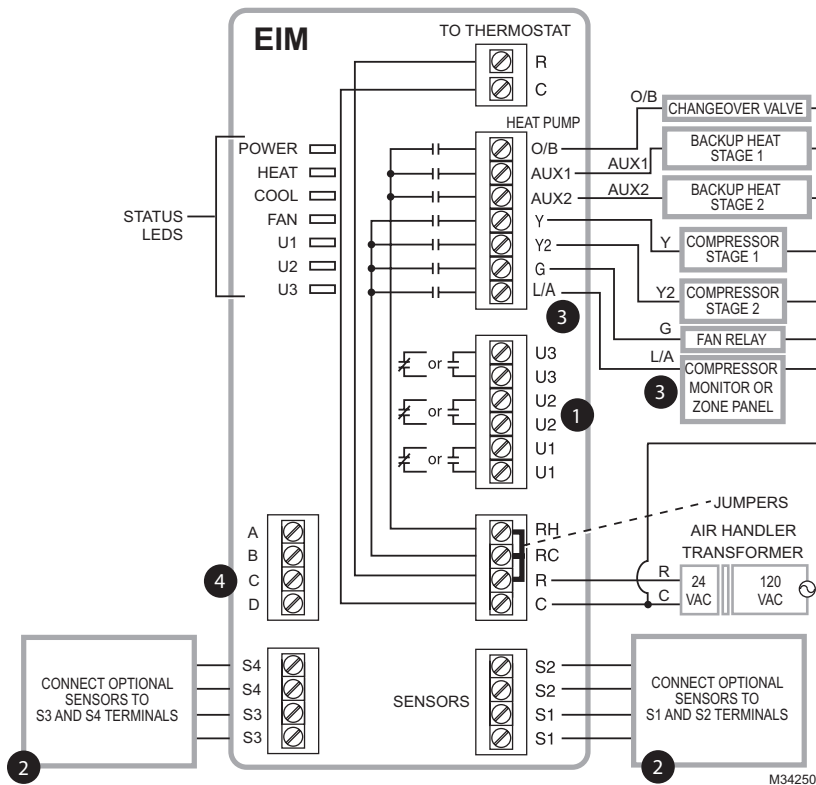 EIM
TO THERMOSTAT
R
C
HEAT PUMP
O/B
AUX1
AUX2
Y
Y2
G
L/A
3
POWER
HEAT
COOL
FAN
U1
U2
U3
STATUS
LEDS
O/B
CHANGEOVER VALVE
AUX1
BACKUP HEAT
STAGE 1
AUX2
BACKUP HEAT
STAGE 2
Y
COMPRESSOR
STAGE 1
Y2
COMPRESSOR
STAGE 2
G
FAN RELAY
L/A
3
COMPRESSOR
MONITOR OR
ZONE PANEL
or
U3
U3
or
U2
U2
1
or
U1
U1
JUMPERS
RH
RC
R
C
AIR HANDLER
TRANSFORMER
R
C
24
VAC
120
VAC
4
A
B
C
D
CONNECT OPTIONAL
SENSORS TO
S3 AND S4 TERMINALS
2
S4
S4
S3
S3
SENSORS
S2
S2
S1
S1
CONNECT OPTIONAL
SENSORS TO
S1 AND S2 TERMINALS
2
M34250